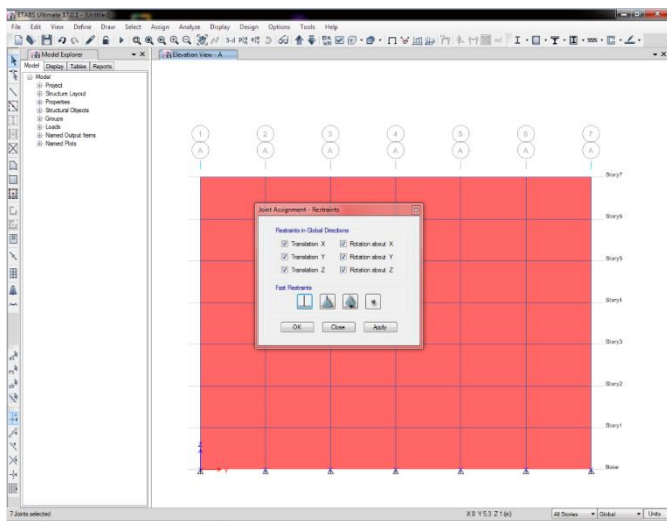 ETABS Ultimate 17.0.1 - (Untitled)
File Edit View Define Draw Select Assign Analyze Display Design Options Tools Help
Model Explorer
Elevation View - A
Model Display Tables Reports
Model
Project
Structure Layout
Properties
Structural Objects
Groups
Loads
Named Output Items
Named Plots
1 2 3 4 5 6 7
A A A A A A A
Story7
Story6
Story5
Story4
Story3
Story2
Story1
Base
Z
Y
Joint Assignment - Restraints
Restraints in Global Directions
Translation X Rotation about X
Translation Y Rotation about Y
Translation Z Rotation about Z
Fast Restraints
OK Close Apply
7 Joints selected
All Stories Global Units